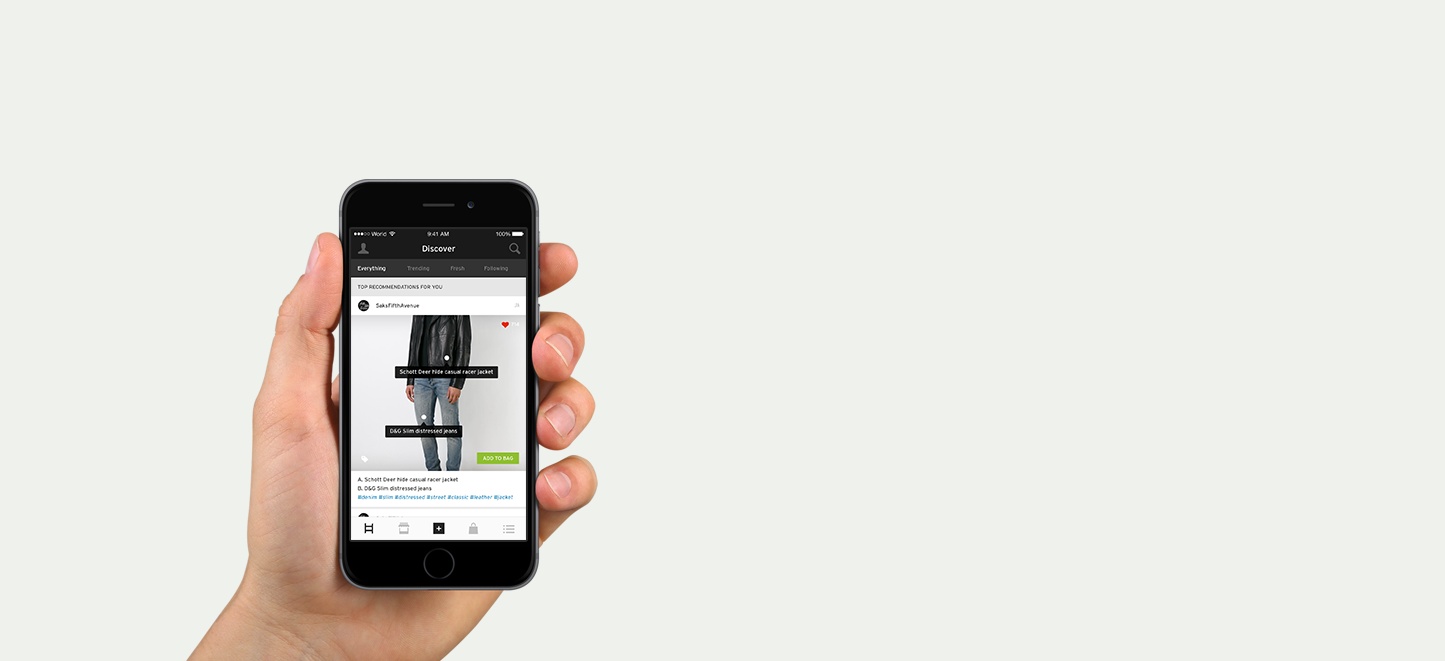 World 9:41 AM 100%
Discover
Everything Trending Fresh Following
TOP RECOMMENDATIONS FOR YOU
SaksFifthAvenue
Schott Deer hide casual racer jacket
D&G Slim distressed jeans
ADD TO BAG
A. Schott Deer hide casual racer jacket
B. D&G Slim distressed jeans
#denim #slim #distressed #street #classic #leather #jacket